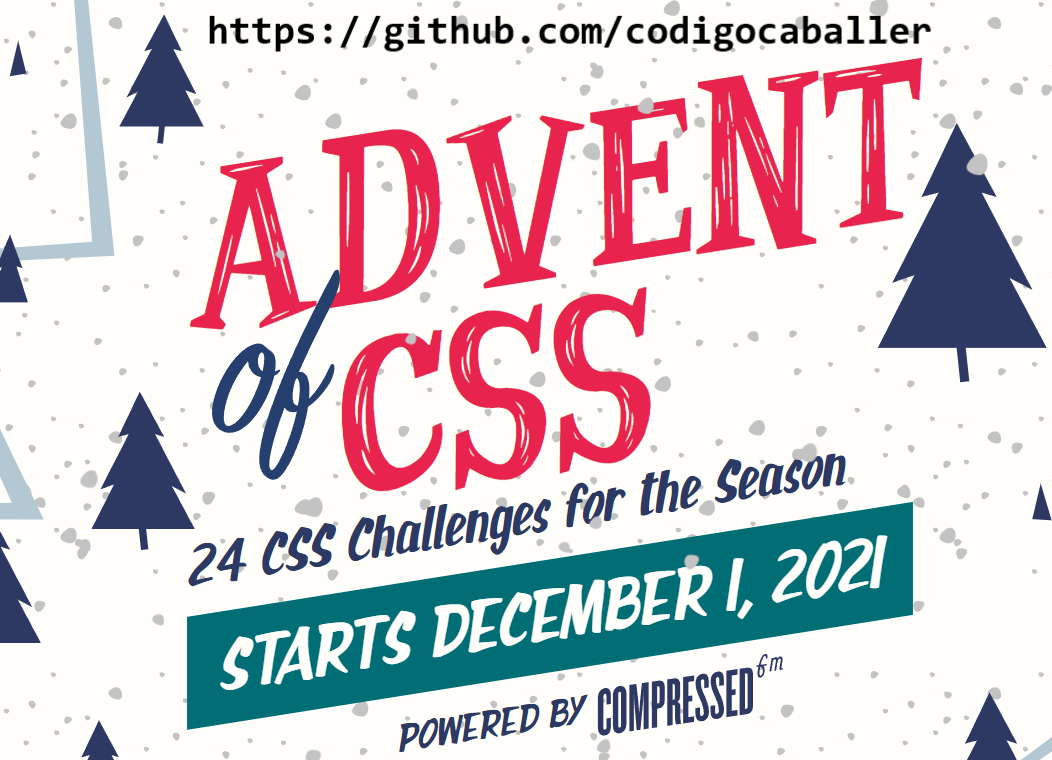 https://github.com/codigocaballer
ADVENT
of CSS
24 CSS Challenges for the Season
STARTS DECEMBER 1, 2021
POWERED BY COMPRESSED fm